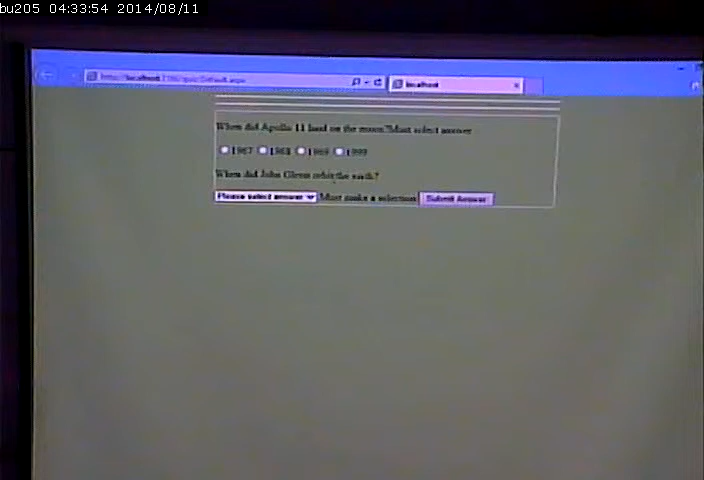 bu205 04:33:54 2014/08/11
localhost
When did Apollo 11 land on the moon?Must select answer
1967 1968 1969 1999
When did John Glenn orbit the earth?
Please select answer Must make a selection Submit Answer